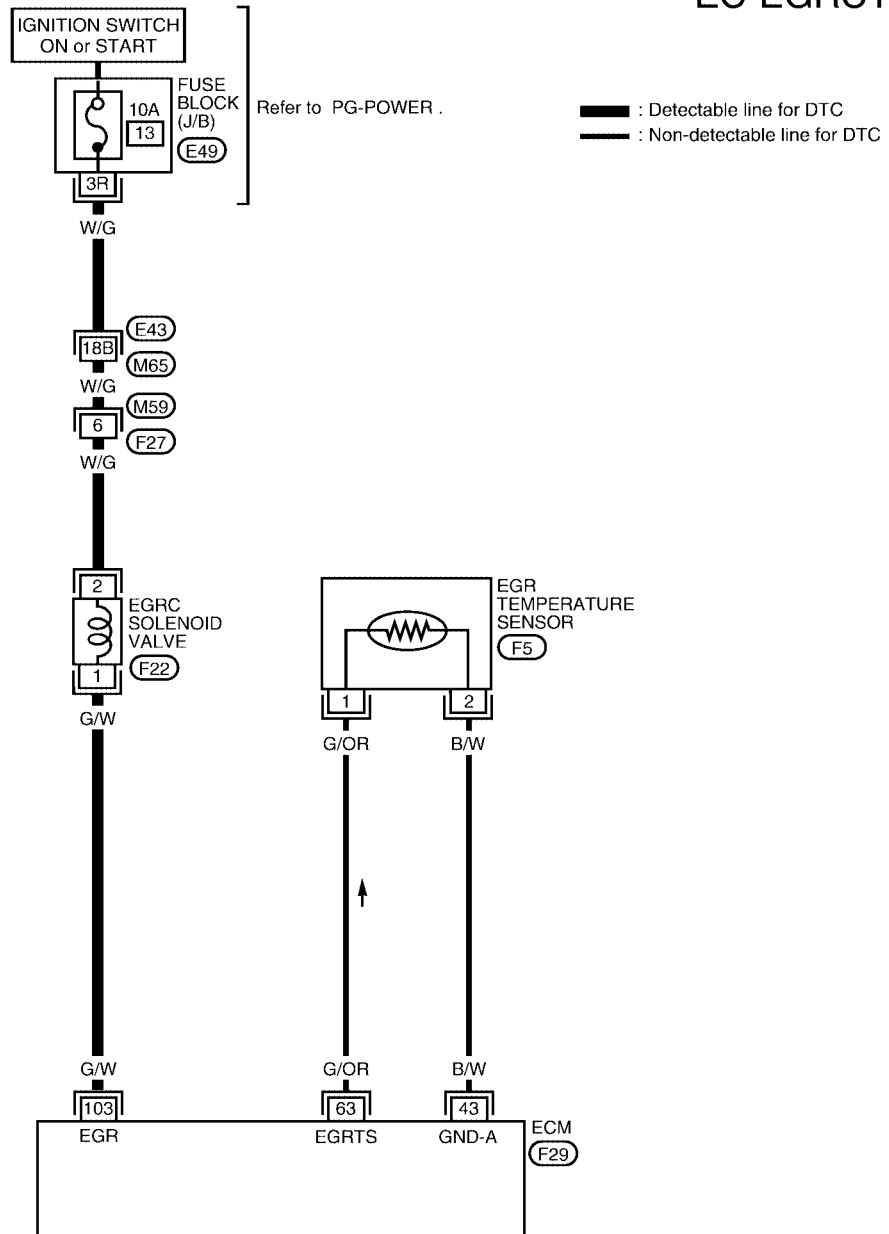 IGNITION SWITCH
ON or START
FUSE
BLOCK
(J/B)
10A
13
E49
Refer to PG-POWER .
: Detectable line for DTC
: Non-detectable line for DTC
3R
W/G
E43
18B
M65
W/G
M59
6
F27
W/G
2
EGRC
SOLENOID
VALVE
F22
1
G/W
EGR
TEMPERATURE
SENSOR
F5
1
2
G/OR
B/W
G/W
G/OR
B/W
103
63
43
EGR
EGRTS
GND-A
ECM
F29